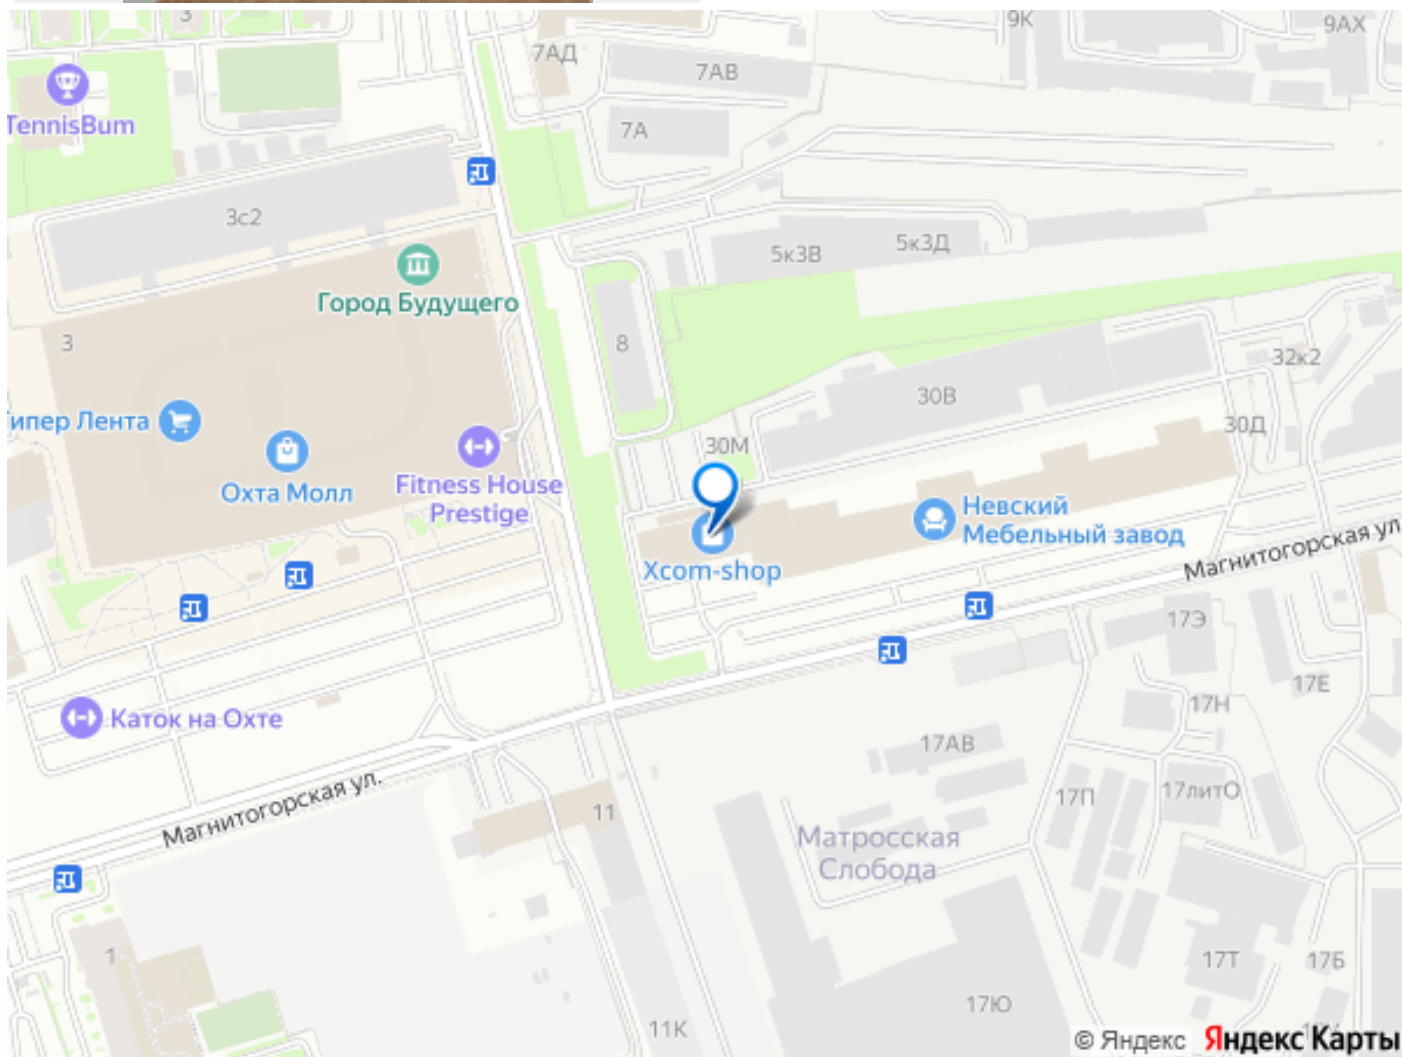 3
9К
9АХ
7АД
7АВ
TennisBum
7А
3с2
5к3В
5к3Д
Город Будущего
3
8
32к2
30В
Гипер Лента
30М
30Д
Охта Молл
Fitness House
Prestige
Невский
Мебельный завод
Xcom-shop
Магнитогорская ул.
17Э
17Е
17Н
Каток на Охте
17АВ
17П
17литО
Магнитогорская ул.
11
Матросская
Слобода
1
17Т
17Б
17Ю
11К
© Яндекс Яндекс Карты